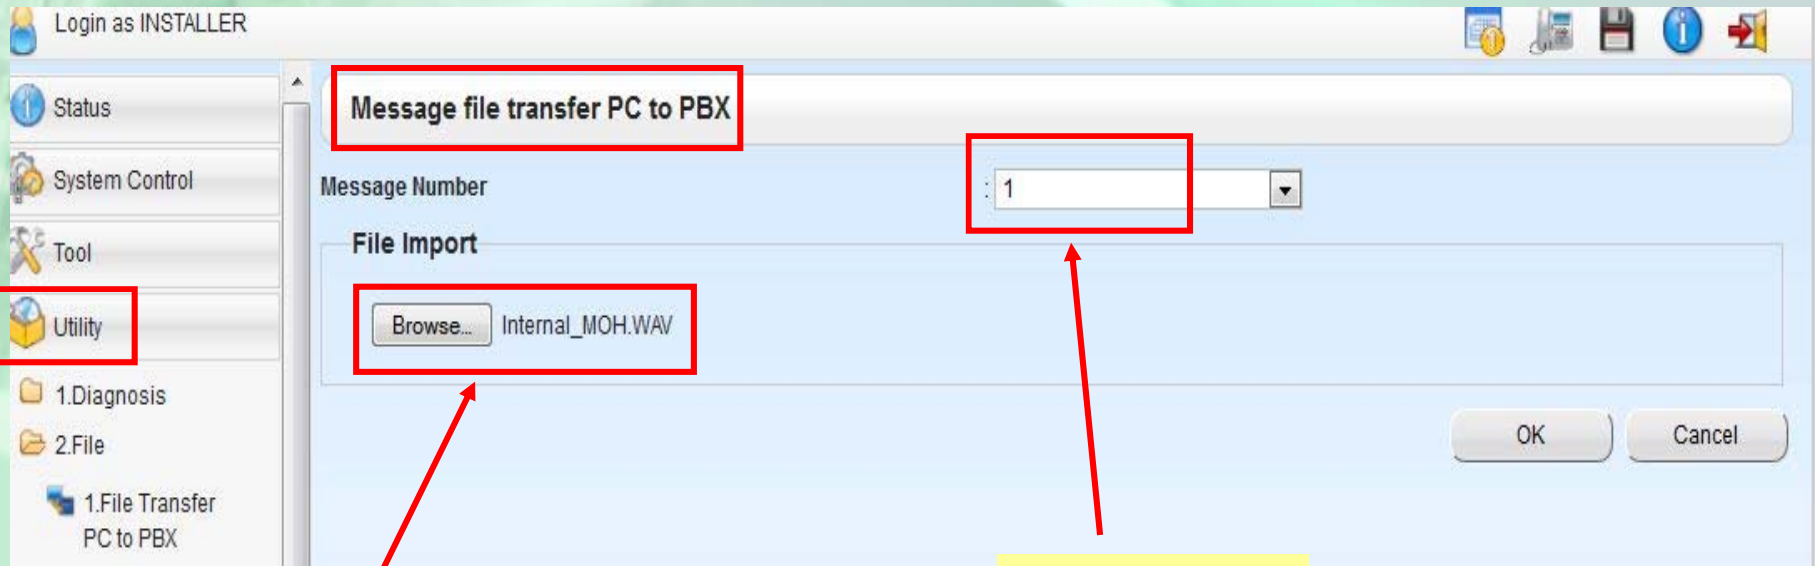 Login as INSTALLER
Status
System Control
Tool
Utility
1.Diagnosis
2.File
1.File Transfer
PC to PBX
Message file transfer PC to PBX
Message Number : 1
File Import
Browse... Internal_MOH.WAV
OK Cancel